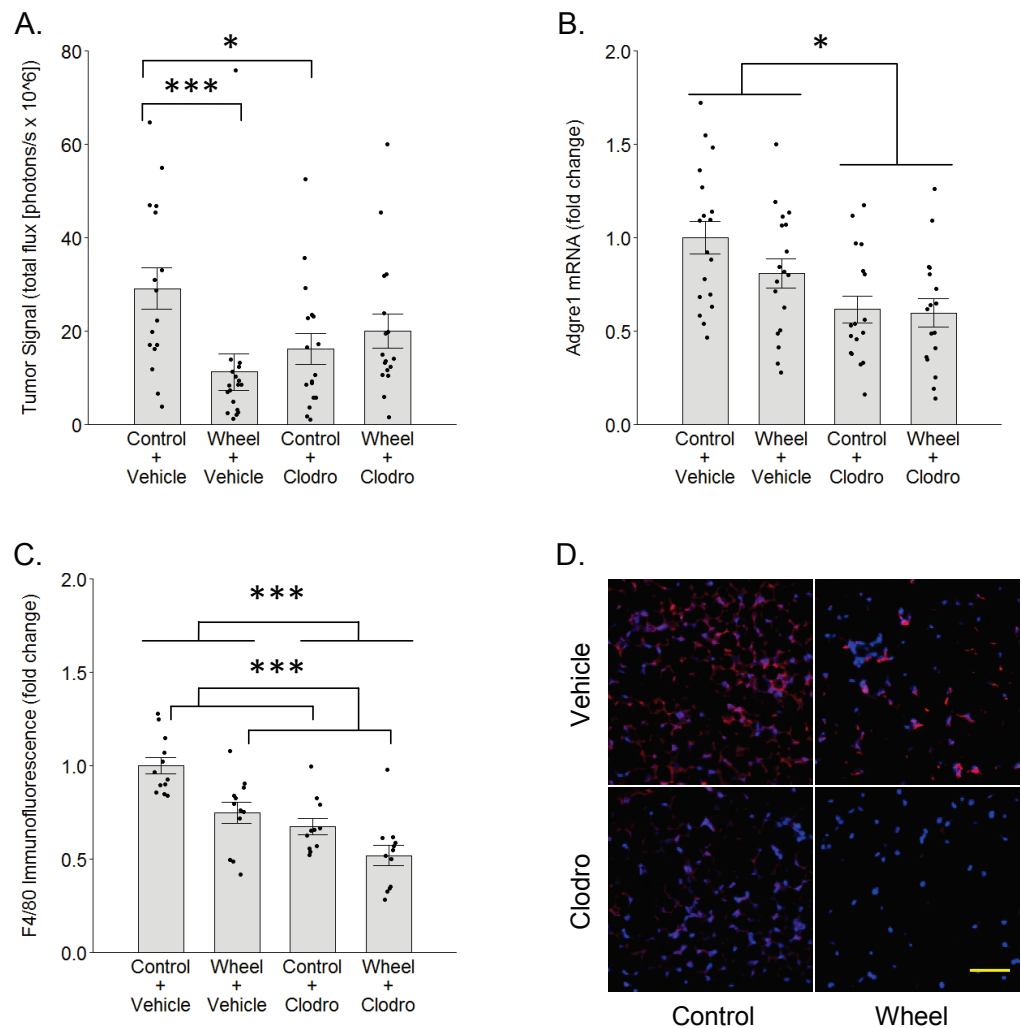 A.
Tumor Signal (total flux [photons/s x 10^6])
80
60
40
20
0
*
***
Control
+
Vehicle
Wheel
+
Vehicle
Control
+
Clodro
Wheel
+
Clodro
B.
Adgre1 mRNA (fold change)
2.0
1.5
1.0
0.5
0.0
*
Control
+
Vehicle
Wheel
+
Vehicle
Control
+
Clodro
Wheel
+
Clodro
C.
F4/80 Immunofluorescence (fold change)
2.0
1.5
1.0
0.5
0.0
***
***
Control
+
Vehicle
Wheel
+
Vehicle
Control
+
Clodro
Wheel
+
Clodro
D.
Vehicle
Clodro
Control
Wheel